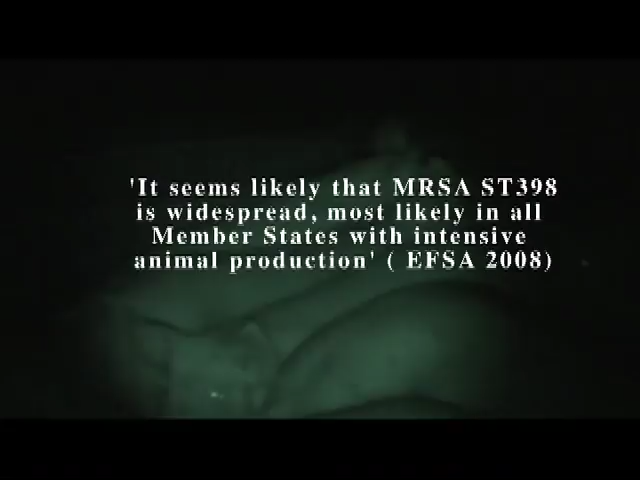 'It seems likely that MRSA ST398
is widespread, most likely in all
Member States with intensive
animal production' ( EFSA 2008)